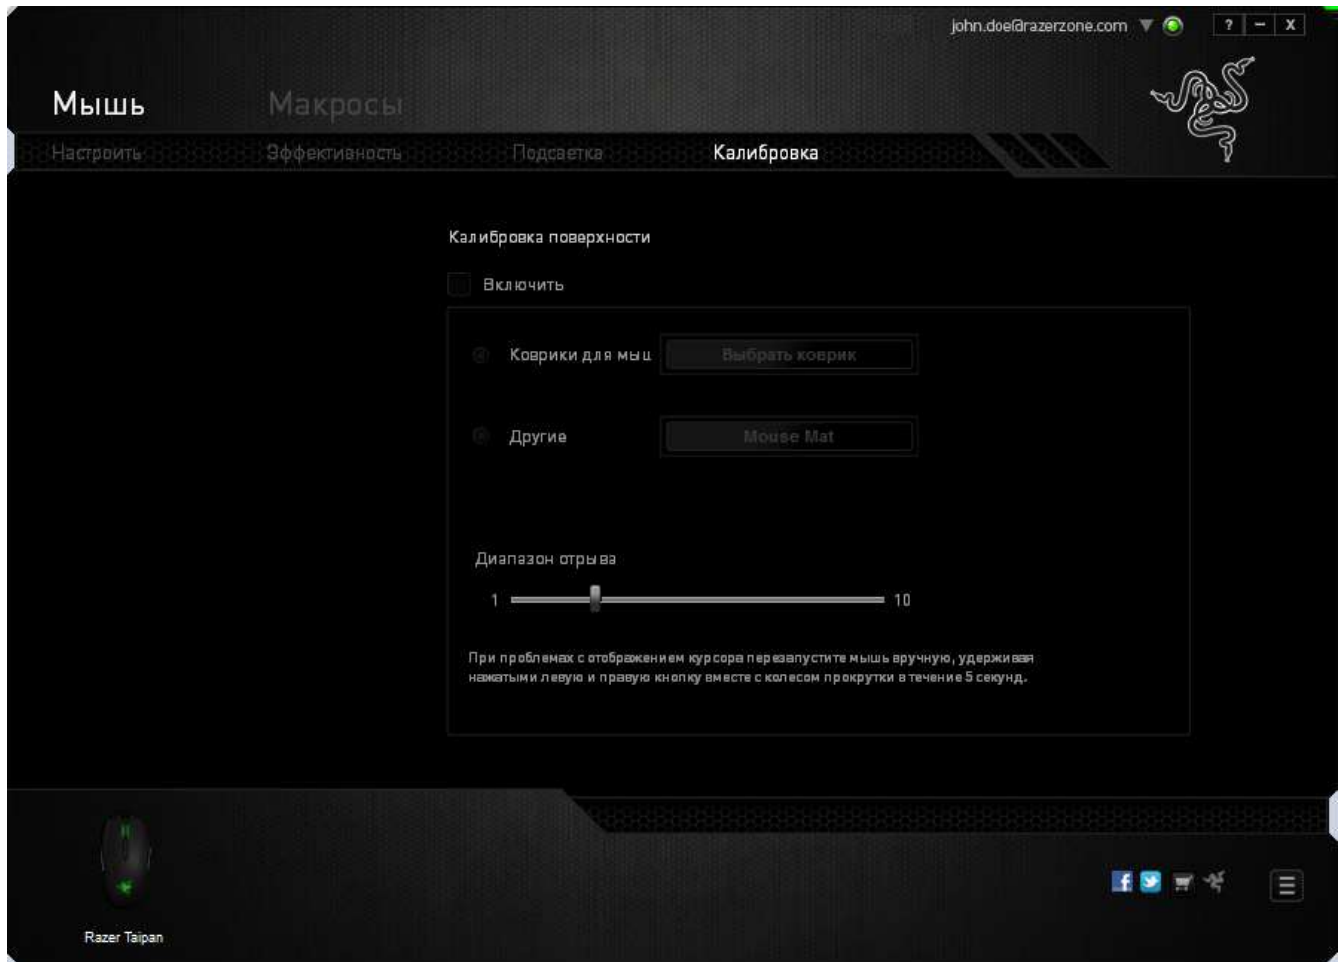 john.doe@razerzone.com ? – X
Мышь Макросы
Настроить Эффективность Подсветка Калибровка
Калибровка поверхности
Включить
Коврики для мыш Выбрать коврик
Другие Mouse Mat
Диапазон отрыва
1 10
При проблемах с отображением курсора перезапустите мышь вручную, удерживая
нажатыми левую и правую кнопку вместе с колесом прокрутки в течение 5 секунд.
Razer Taipan